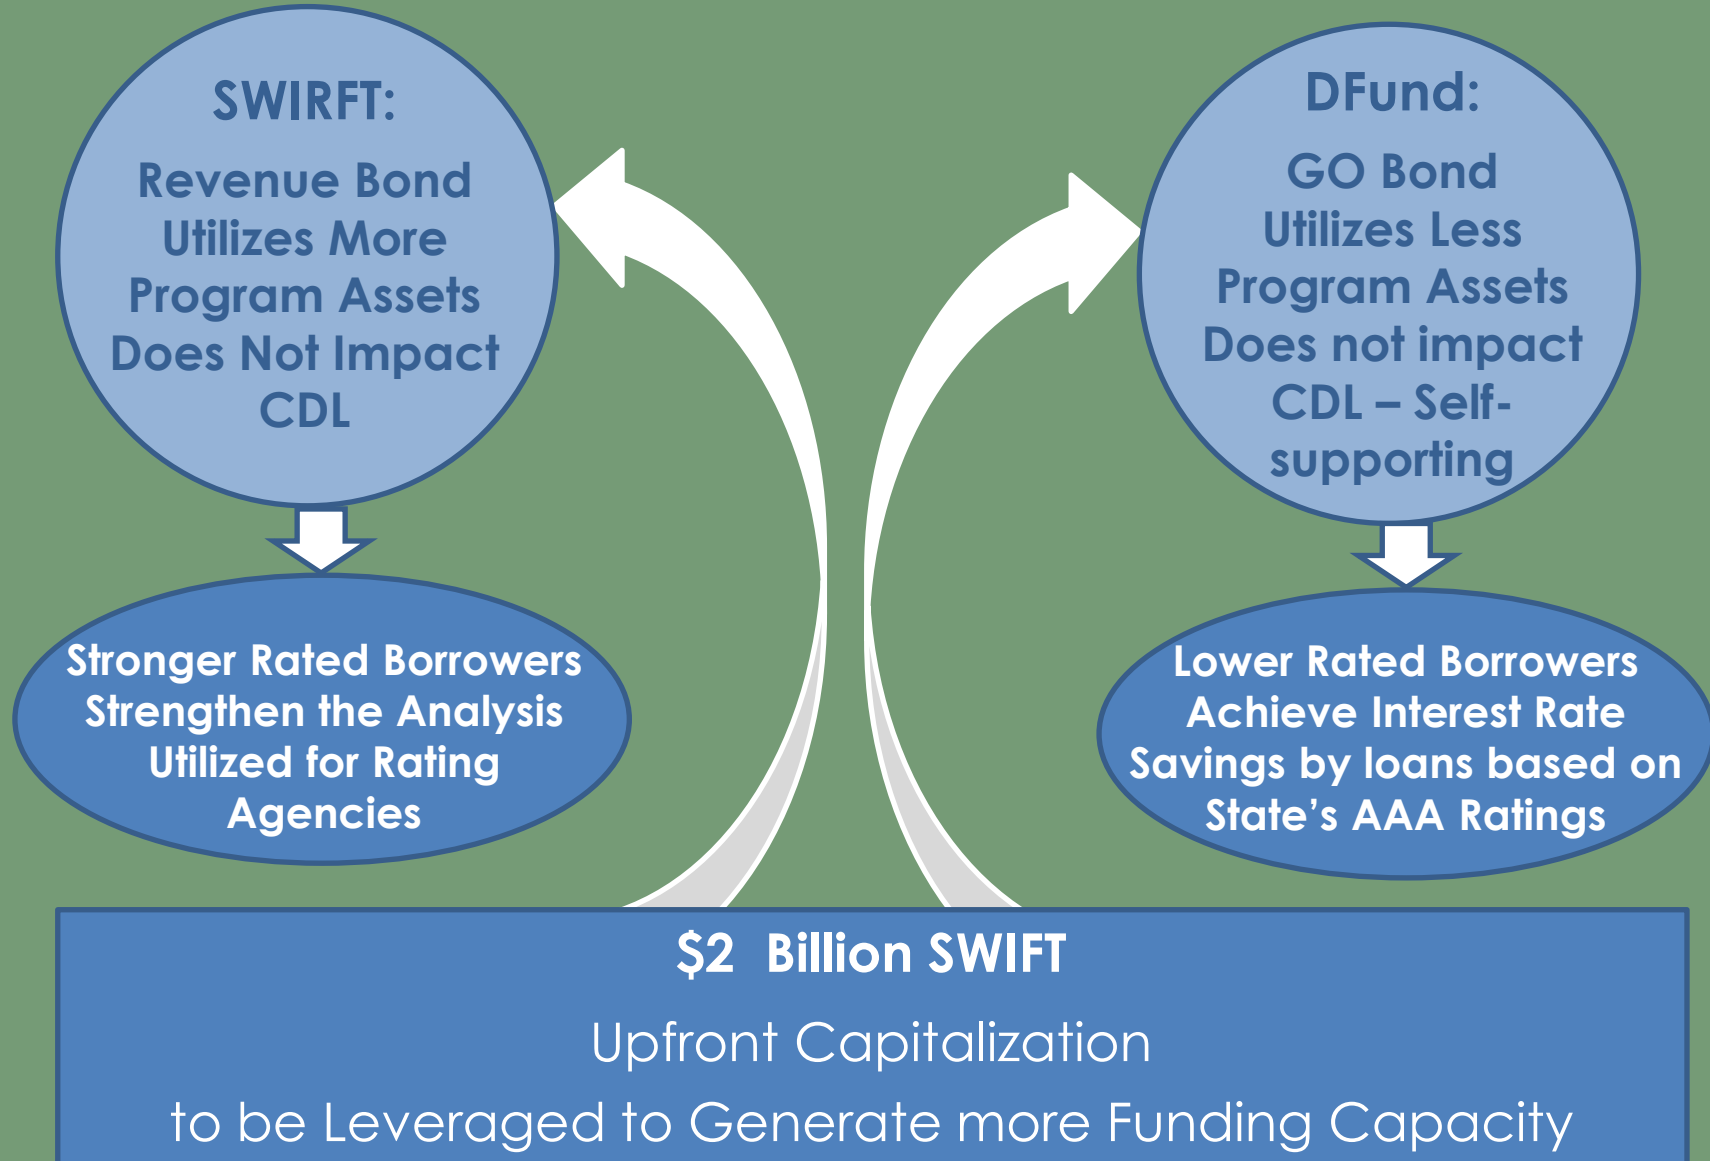 SWIRFT:
Revenue Bond
Utilizes More
Program Assets
Does Not Impact
CDL
Stronger Rated Borrowers
Strengthen the Analysis
Utilized for Rating
Agencies
DFund:
GO Bond
Utilizes Less
Program Assets
Does not impact
CDL – Self-
supporting
Lower Rated Borrowers
Achieve Interest Rate
Savings by loans based on
State’s AAA Ratings
$2 Billion SWIFT
Upfront Capitalization
to be Leveraged to Generate more Funding Capacity